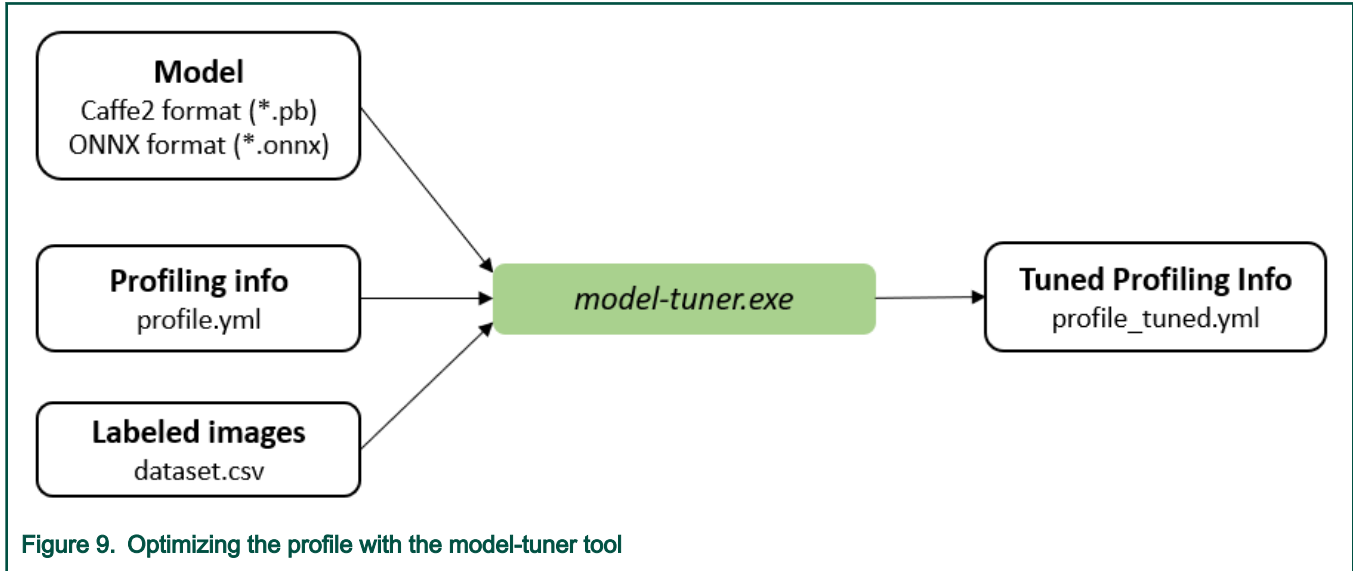 Model
Caffe2 format (*.pb)
ONNX format (*.onnx)
Profiling info
profile.yml
Labeled images
dataset.csv
model-tuner.exe
Tuned Profiling Info
profile_tuned.yml
Figure 9. Optimizing the profile with the model-tuner tool